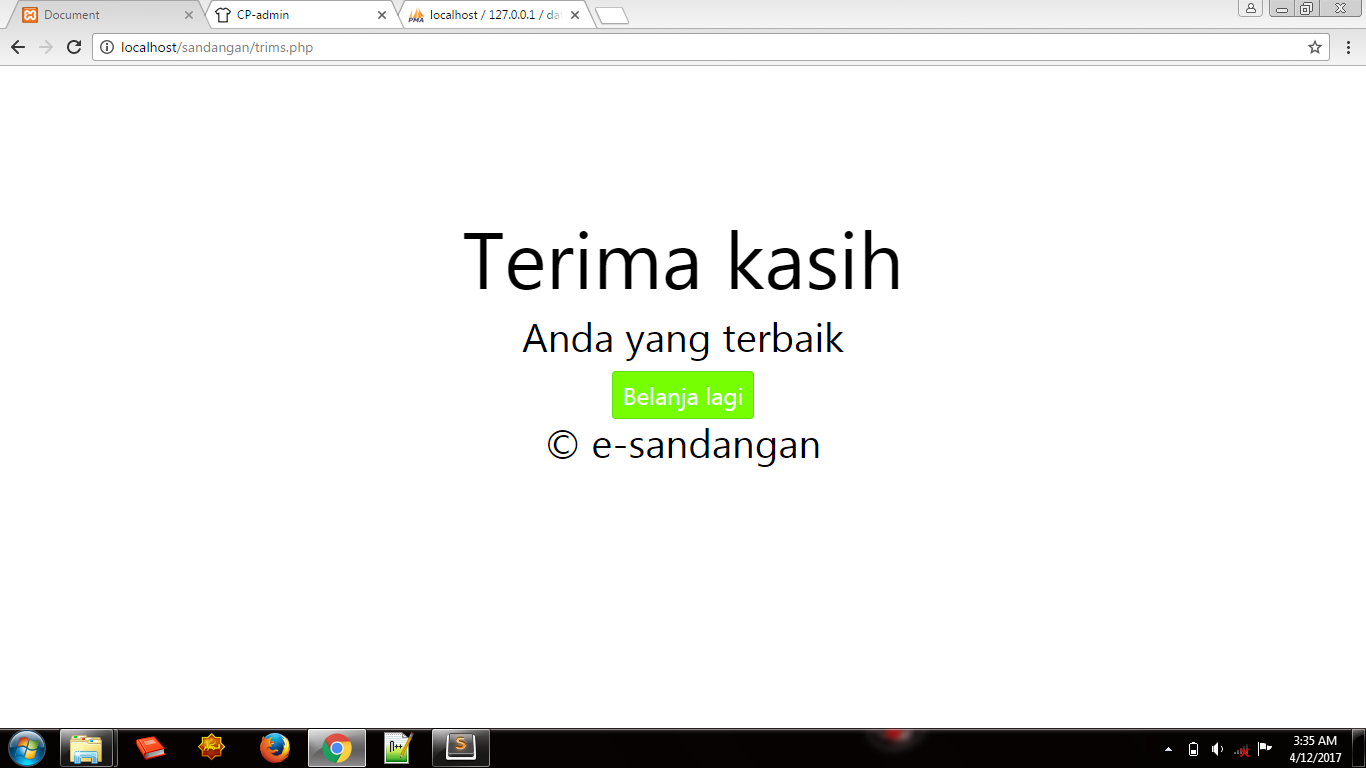 Document
CP-admin
localhost / 127.0.0.1 / da
localhost/sandangan/trims.php
Terima kasih
Anda yang terbaik
Belanja lagi
© e-sandangan
3:35 AM
4/12/2017